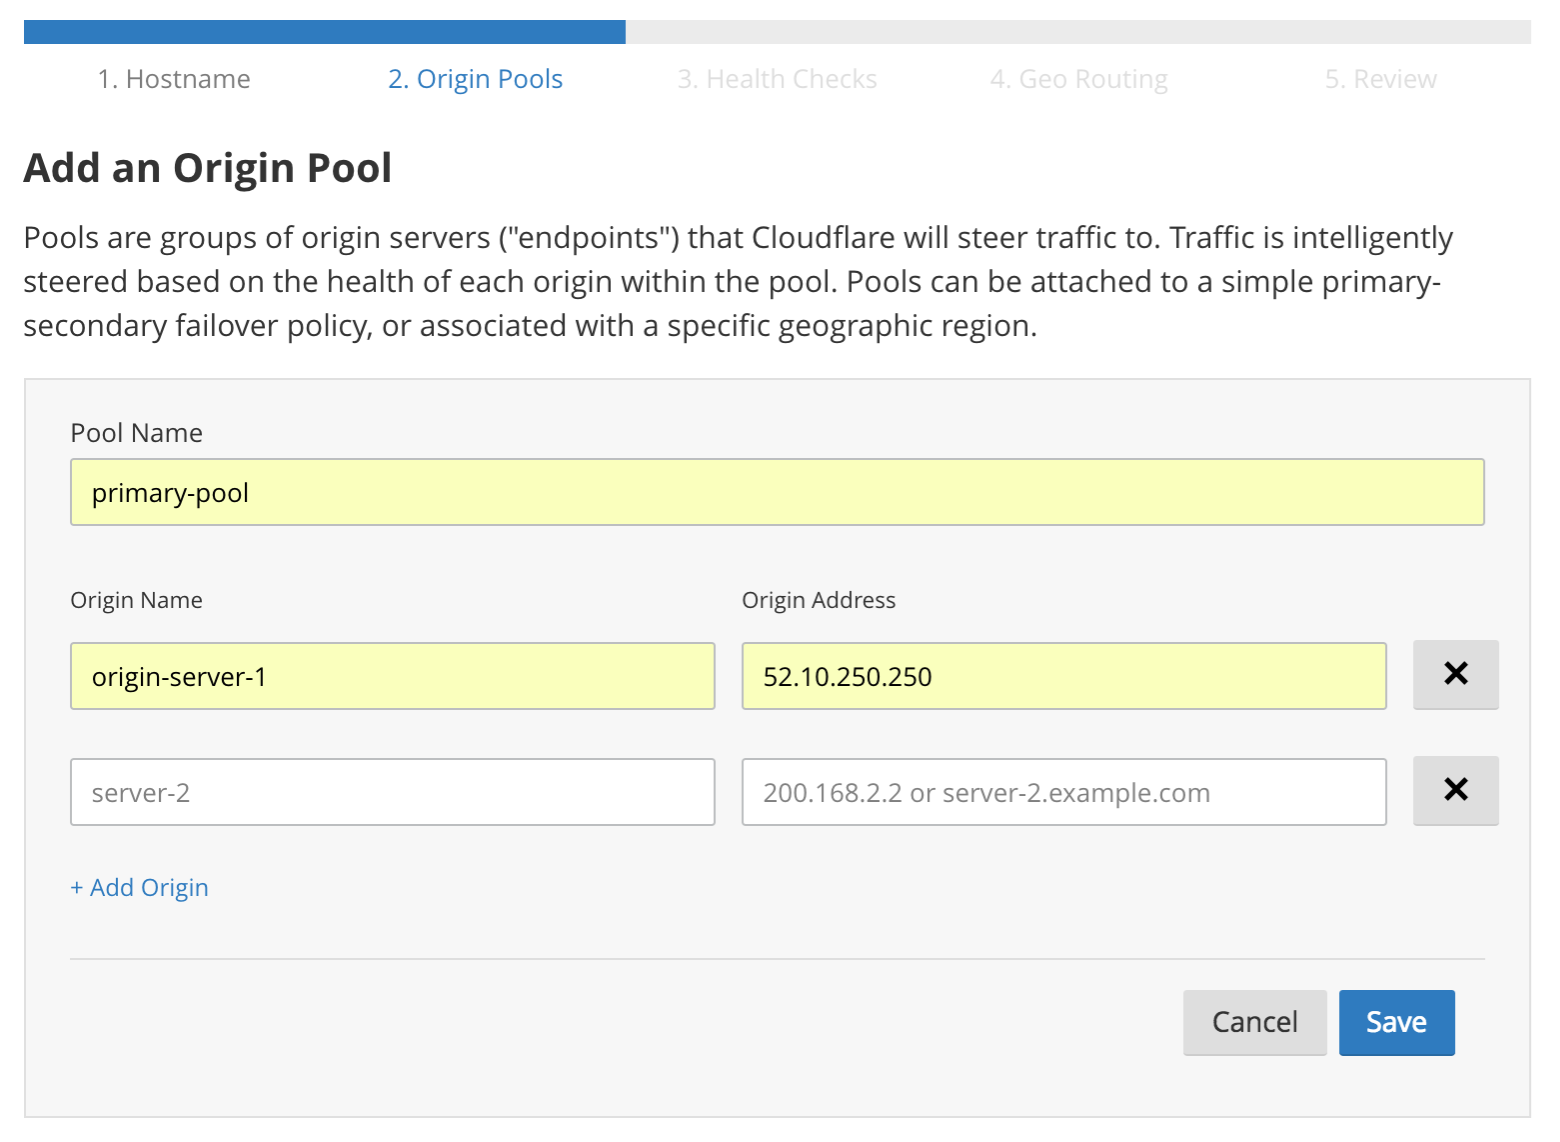 1. Hostname
2. Origin Pools
3. Health Checks
4. Geo Routing
5. Review
Add an Origin Pool
Pools are groups of origin servers ("endpoints") that Cloudflare will steer traffic to. Traffic is intelligently
steered based on the health of each origin within the pool. Pools can be attached to a simple primary-
secondary failover policy, or associated with a specific geographic region.
Pool Name
primary-pool
Origin Name
Origin Address
origin-server-1
52.10.250.250
server-2
200.168.2.2 or server-2.example.com
+ Add Origin
Cancel
Save